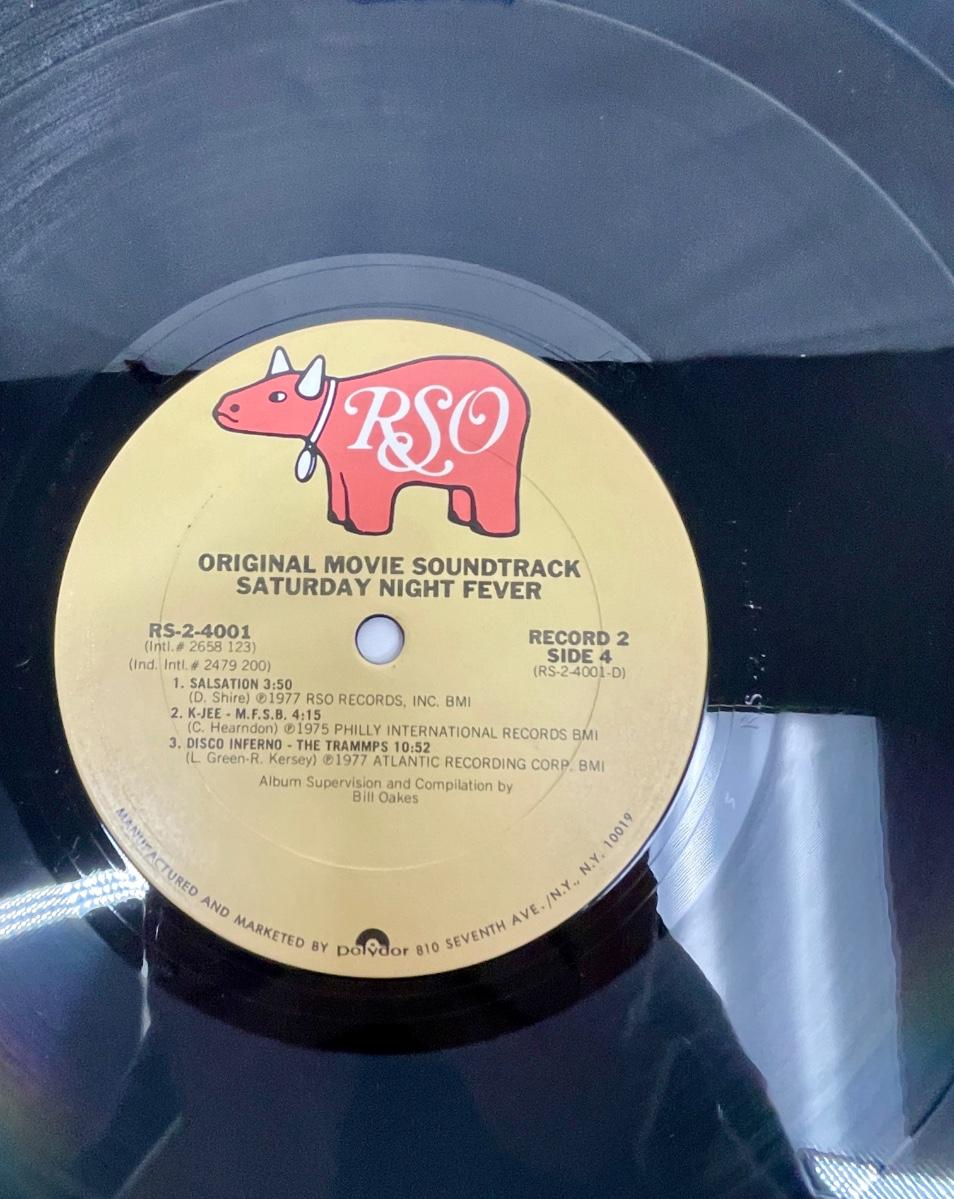 RSO
ORIGINAL MOVIE SOUNDTRACK
SATURDAY NIGHT FEVER
RS-2-4001
(Intl.# 2658 123)
(Ind. Intl.# 2479 200)
RECORD 2
SIDE 4
(RS-2-4001-D)
1. SALSATION 3:50
(D. Shire) ℗1977 RSO RECORDS, INC. BMI
2. K-JEE - M.F.S.B. 4:15
(C. Hearndon) ℗1975 PHILLY INTERNATIONAL RECORDS BMI
3. DISCO INFERNO - THE TRAMMPS 10:52
(L. Green-R. Kersey) ℗1977 ATLANTIC RECORDING CORP. BMI
Album Supervision and Compilation by
Bill Oakes
MANUFACTURED AND MARKETED BY polydor 810 SEVENTH AVE./N.Y., N.Y. 10019